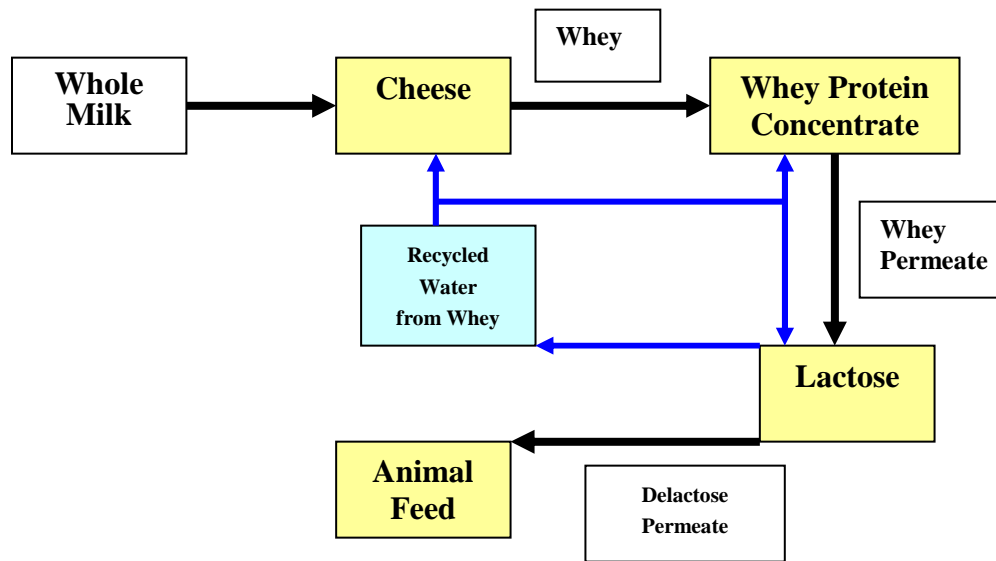 Whole
Milk
Cheese
Whey
Whey Protein
Concentrate
Whey
Permeate
Recycled
Water
from Whey
Lactose
Animal
Feed
Delactose
Permeate